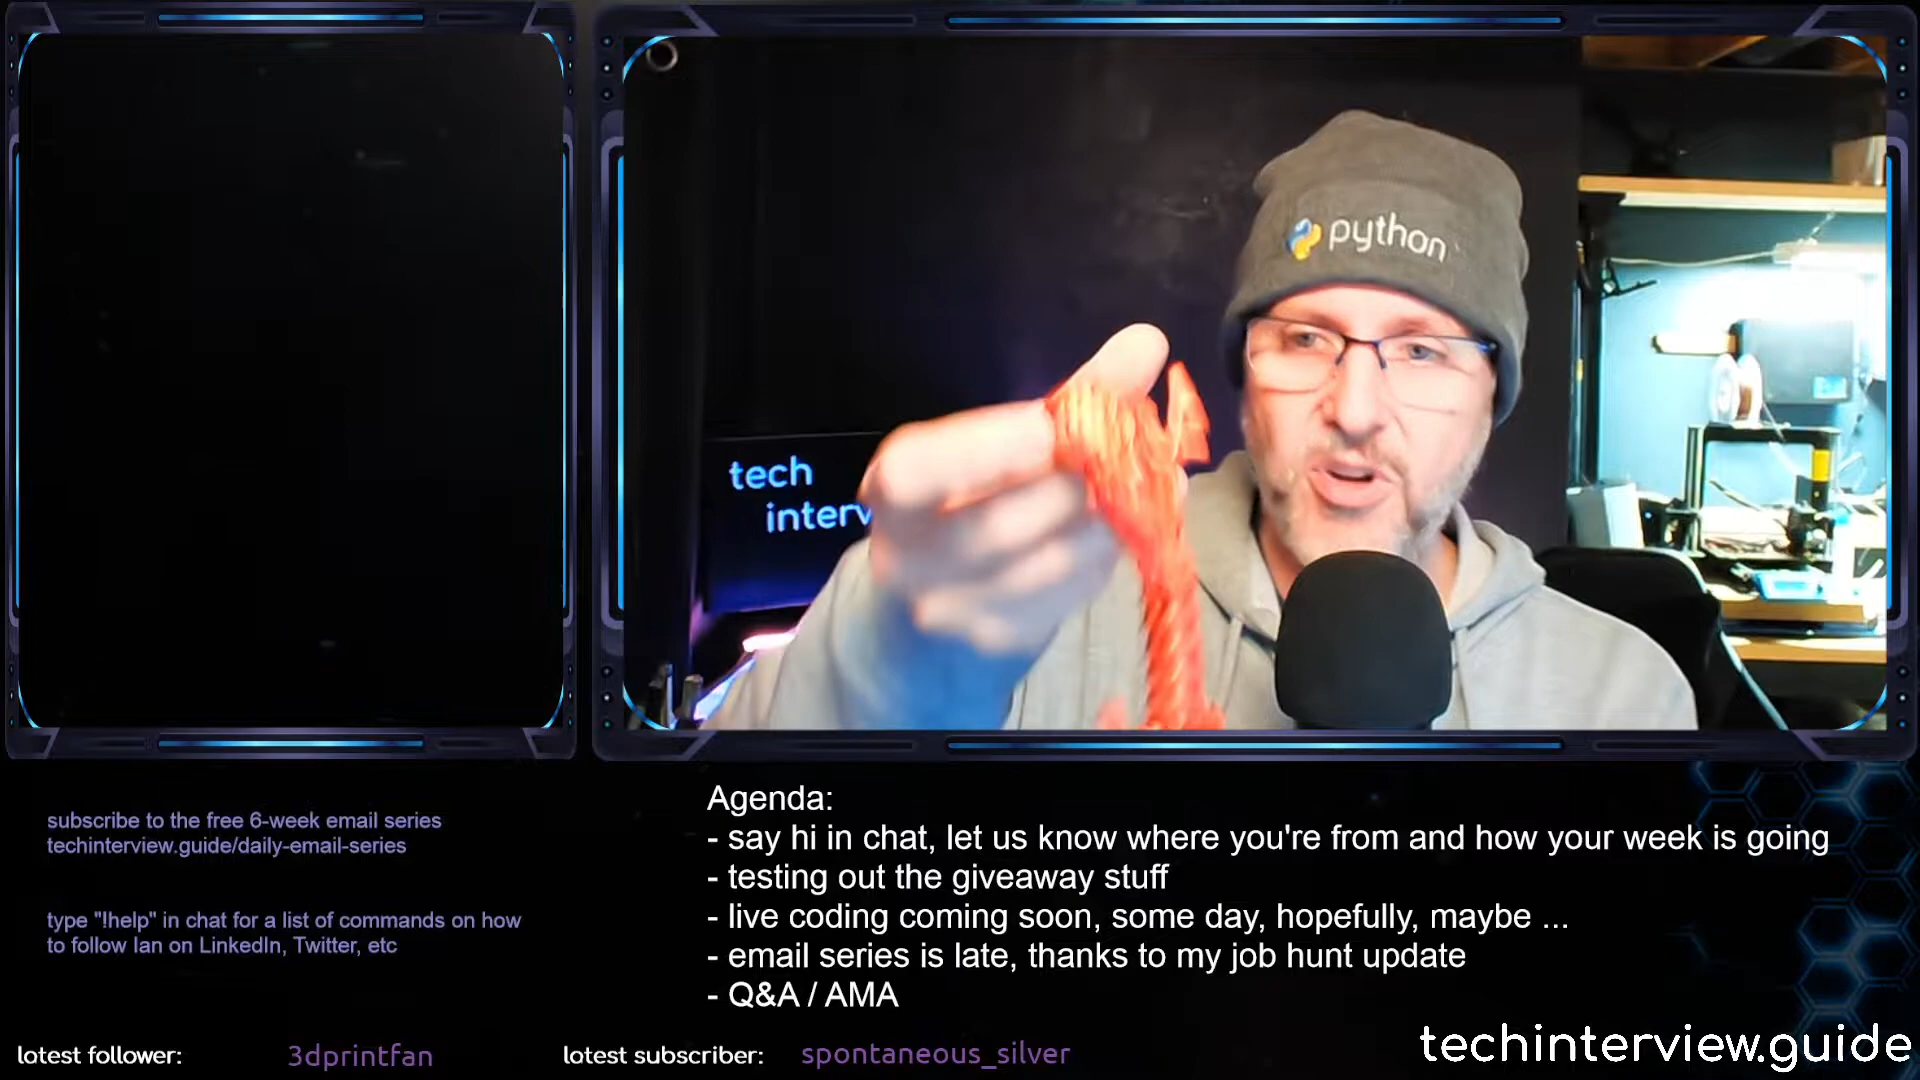 python
tech
interv
subscribe to the free 6-week email series
techinterview.guide/daily-email-series
type "!help" in chat for a list of commands on how
to follow Ian on LinkedIn, Twitter, etc
Agenda:
- say hi in chat, let us know where you're from and how your week is going
- testing out the giveaway stuff
- live coding coming soon, some day, hopefully, maybe ...
- email series is late, thanks to my job hunt update
- Q&A / AMA
latest follower: 3dprintfan
latest subscriber: spontaneous_silver
techinterview.guide